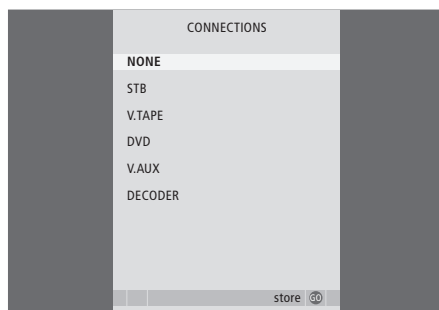 CONNECTIONS
NONE
STB
V.TAPE
DVD
V.AUX
DECODER
store GO